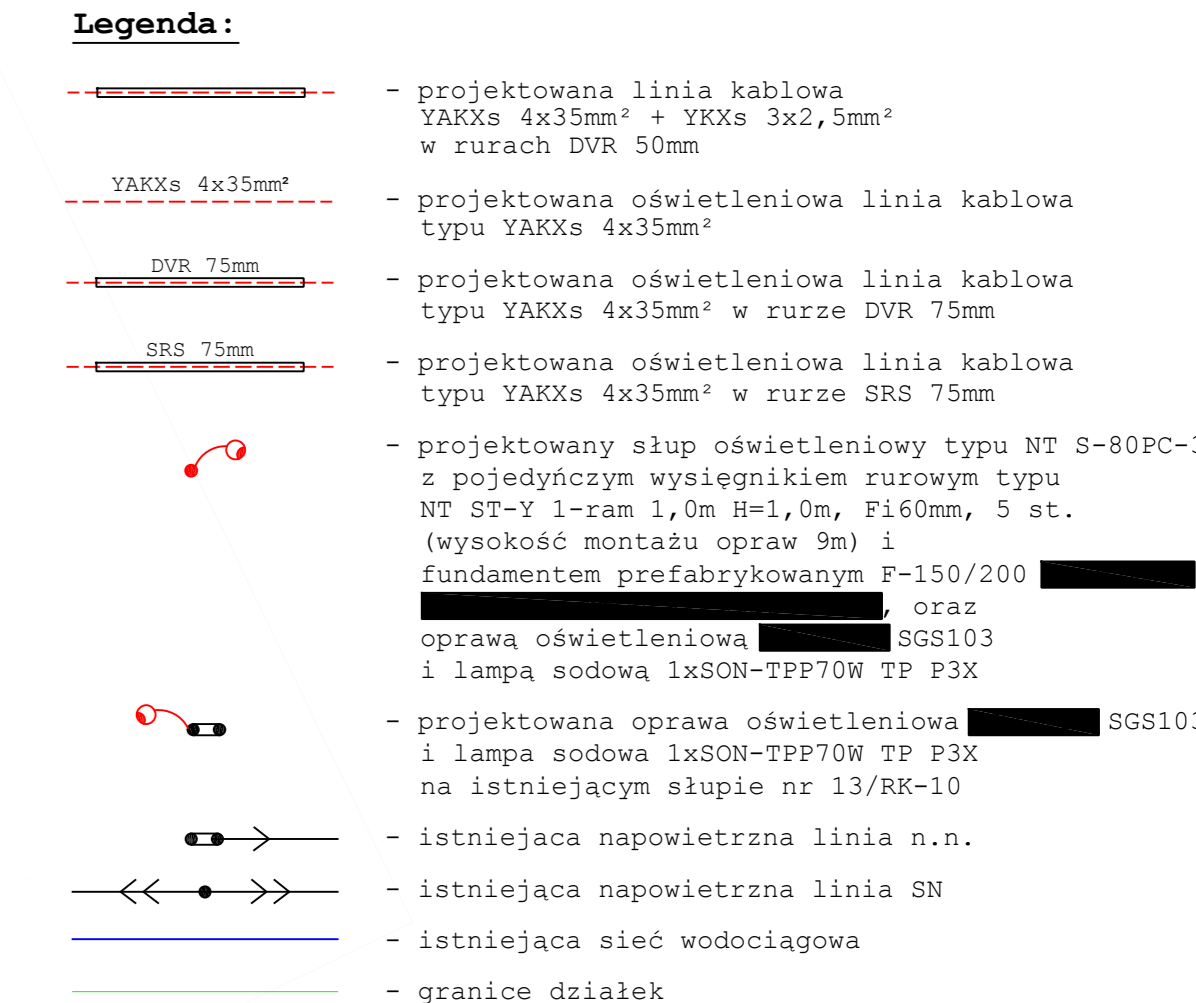 Legenda:
- projektowana linia kablowa
YAKXs 4x35mm² + YKXs 3x2,5mm²
w rurach DVR 50mm
YAKXs 4x35mm²
- projektowana oświetleniowa linia kablowa
typu YAKXs 4x35mm²
DVR 75mm
- projektowana oświetleniowa linia kablowa
typu YAKXs 4x35mm² w rurze DVR 75mm
SRS 75mm
- projektowana oświetleniowa linia kablowa
typu YAKXs 4x35mm² w rurze SRS 75mm
- projektowany słup oświetleniowy typu NT S-80PC-3
z pojedyńczym wysięgnikiem rurowym typu
NT ST-Y 1-ram 1,0m H=1,0m, Fi60mm, 5 st.
(wysokość montażu opraw 9m) i
fundamentem prefabrykowanym F-150/200
, oraz
oprawą oświetleniową SGS103
i lampą sodową 1xSON-TPP70W TP P3X
- projektowana oprawa oświetleniowa SGS103
i lampa sodowa 1xSON-TPP70W TP P3X
na istniejącym słupie nr 13/RK-10
- istniejaca napowietrzna linia n.n.
- istniejąca napowietrzna linia SN
- istniejąca sieć wodociągowa
- granice działek